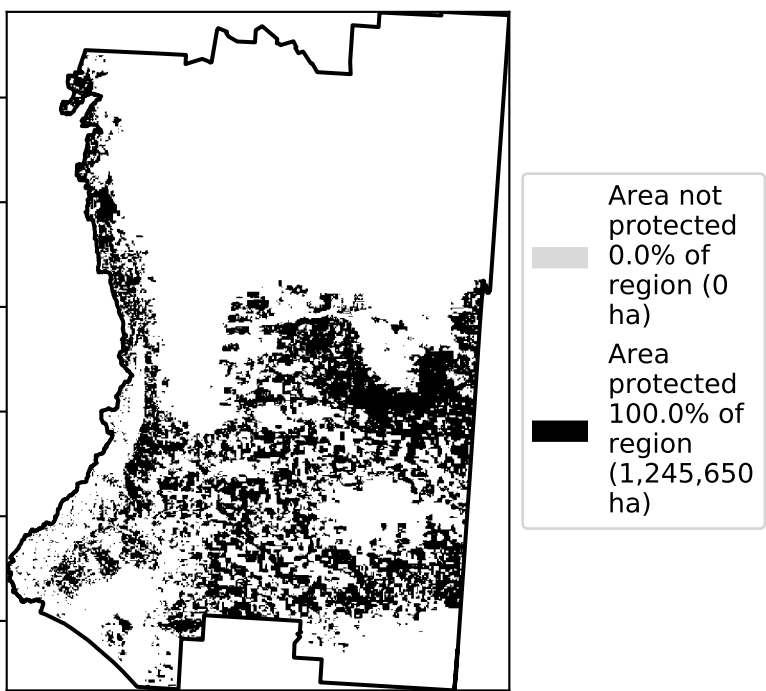 Area not
protected
0.0% of
region (0
ha)
Area
protected
100.0% of
region
(1,245,650
ha)